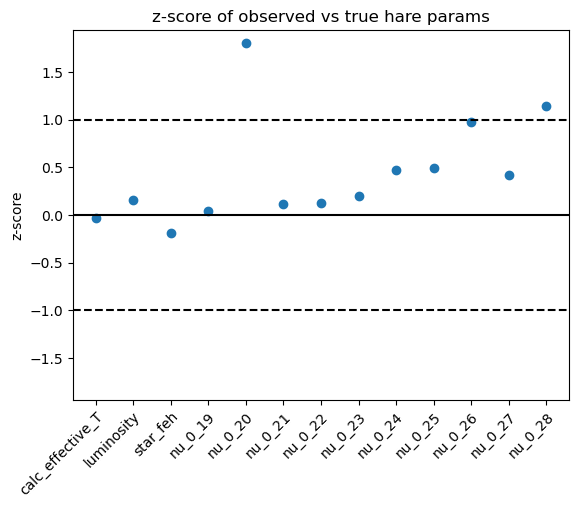 z-score of observed vs true hare params
z-score
1.5
1.0
0.5
0.0
−0.5
−1.0
−1.5
calc_effective_T
luminosity
star_feh
nu_0_19
nu_0_20
nu_0_21
nu_0_22
nu_0_23
nu_0_24
nu_0_25
nu_0_26
nu_0_27
nu_0_28